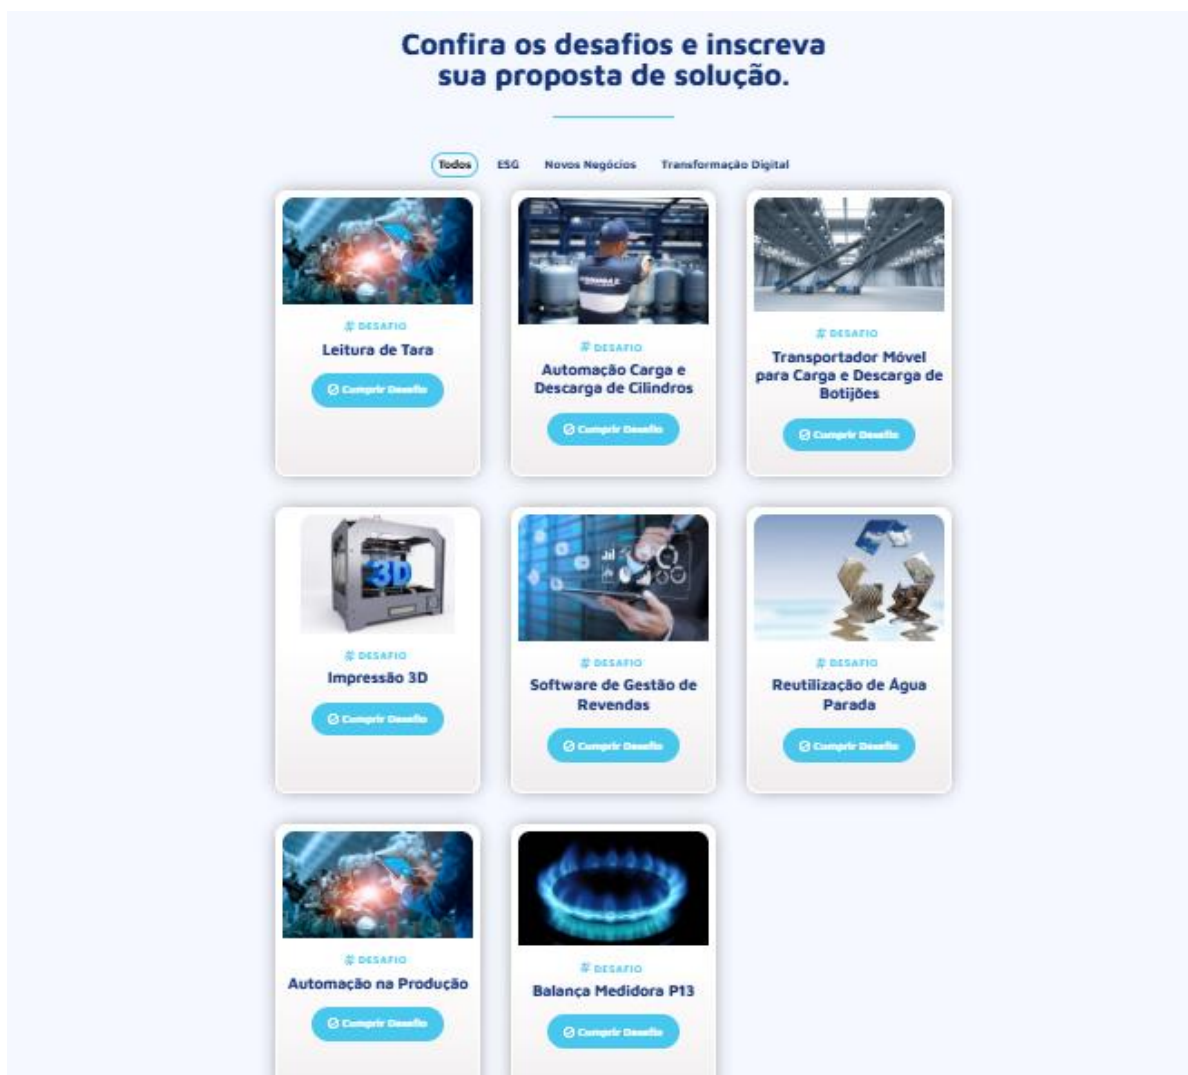 Confira os desafios e inscreva
sua proposta de solução.
Todos ESG Novos Negócios Transformação Digital
# DESAFIO
Leitura de Tara
Cumprir Desafio
# DESAFIO
Automação Carga e
Descarga de Cilindros
Cumprir Desafio
# DESAFIO
Transportador Móvel
para Carga e Descarga de
Botijões
Cumprir Desafio
3D
# DESAFIO
Impressão 3D
Cumprir Desafio
# DESAFIO
Software de Gestão de
Revendas
Cumprir Desafio
# DESAFIO
Reutilização de Água
Parada
Cumprir Desafio
# DESAFIO
Automação na Produção
Cumprir Desafio
# DESAFIO
Balança Medidora P13
Cumprir Desafio